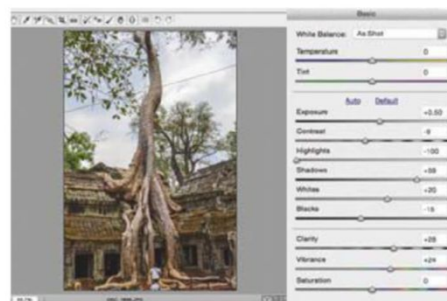 Basic
White Balance: As Shot
Temperature 0
Tint 0
Auto Default
Exposure +0.50
Contrast
Highlights -100
Shadows
Whites +20
Blacks
Clarity
Vibrance
Saturation 0